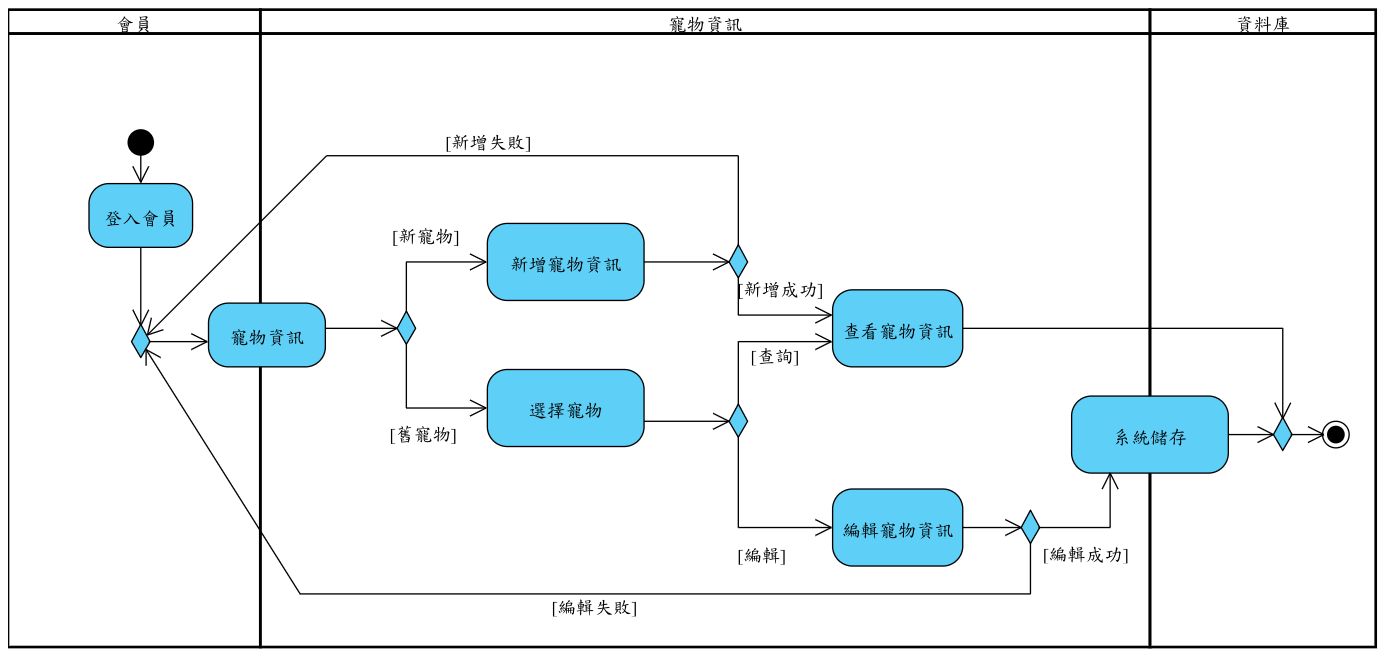 會員
寵物資訊
資料庫
[新增失敗]
登入會員
[新寵物]
新增寵物資訊
[新增成功]
寵物資訊
查看寵物資訊
[查詢]
選擇寵物
[舊寵物]
系統儲存
編輯寵物資訊
[編輯]
[編輯成功]
[編輯失敗]